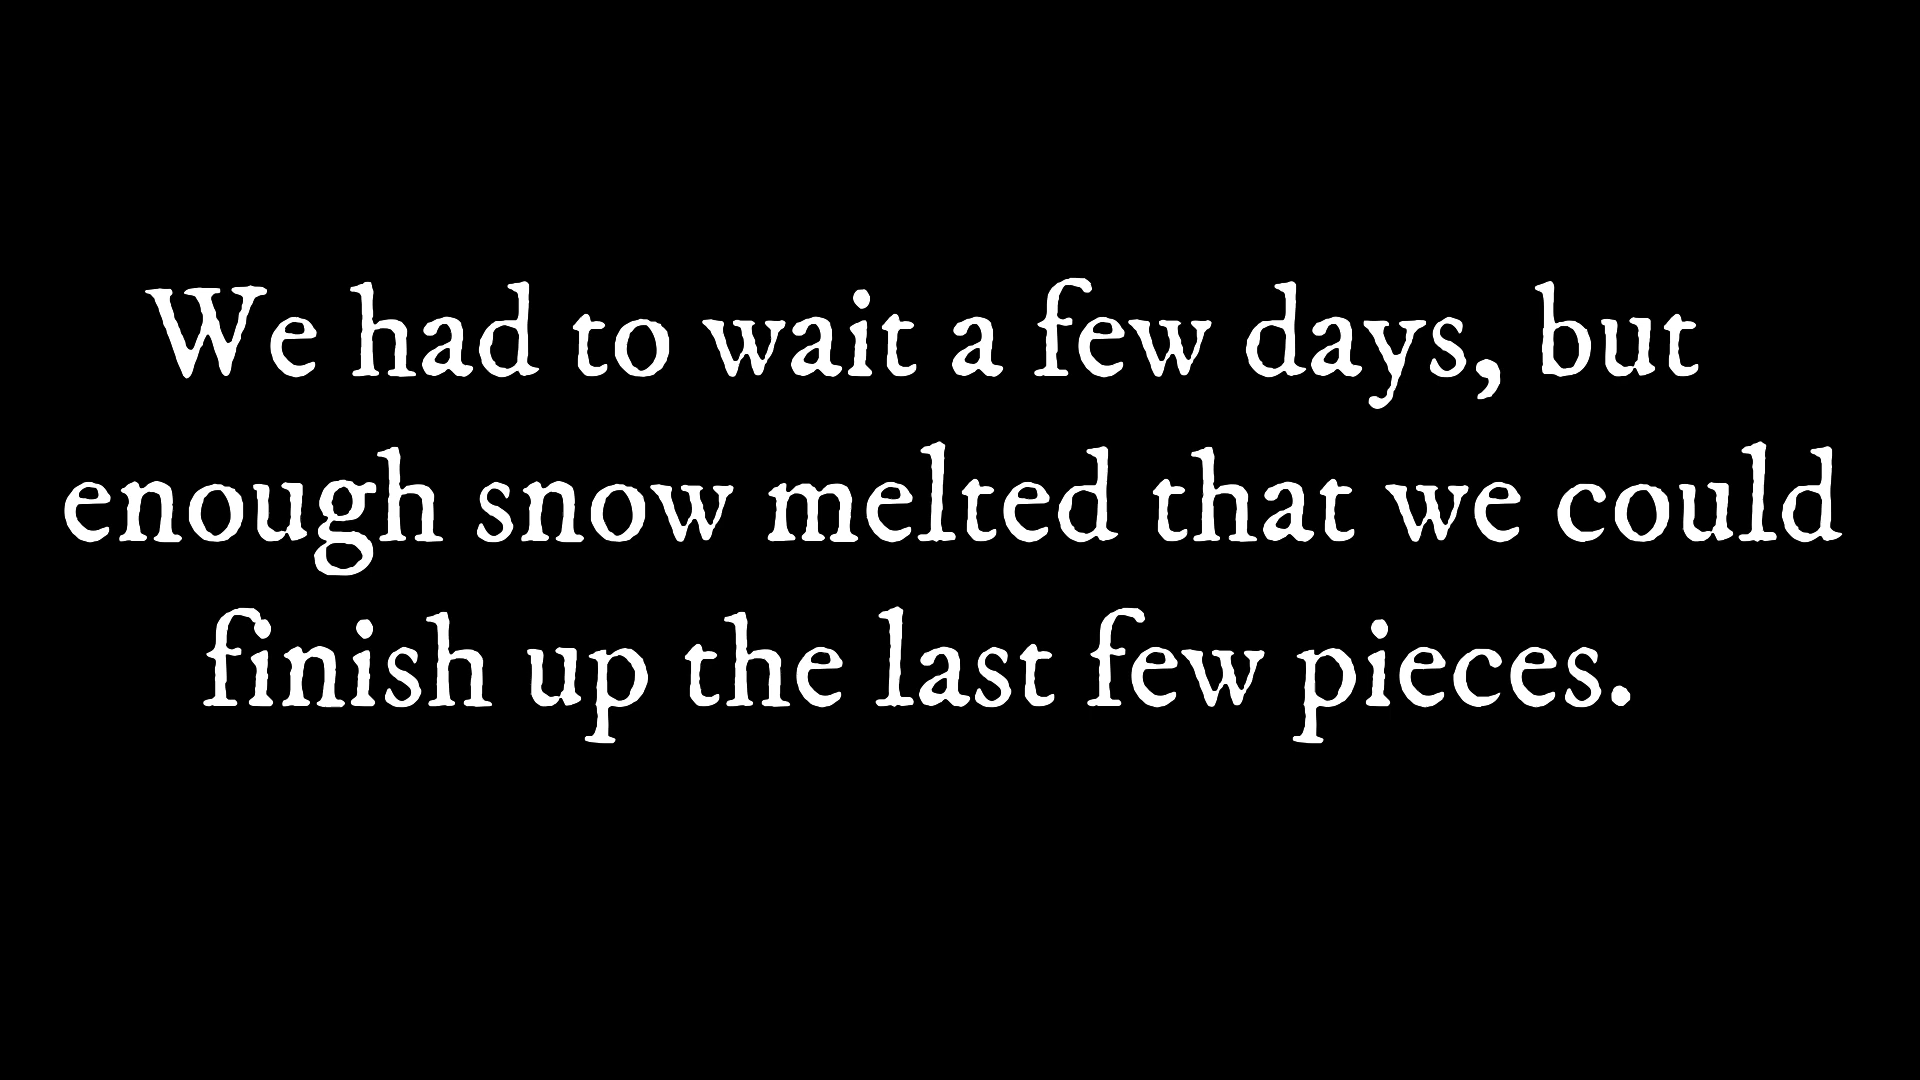 We had to wait a few days, but
enough snow melted that we could
finish up the last few pieces.